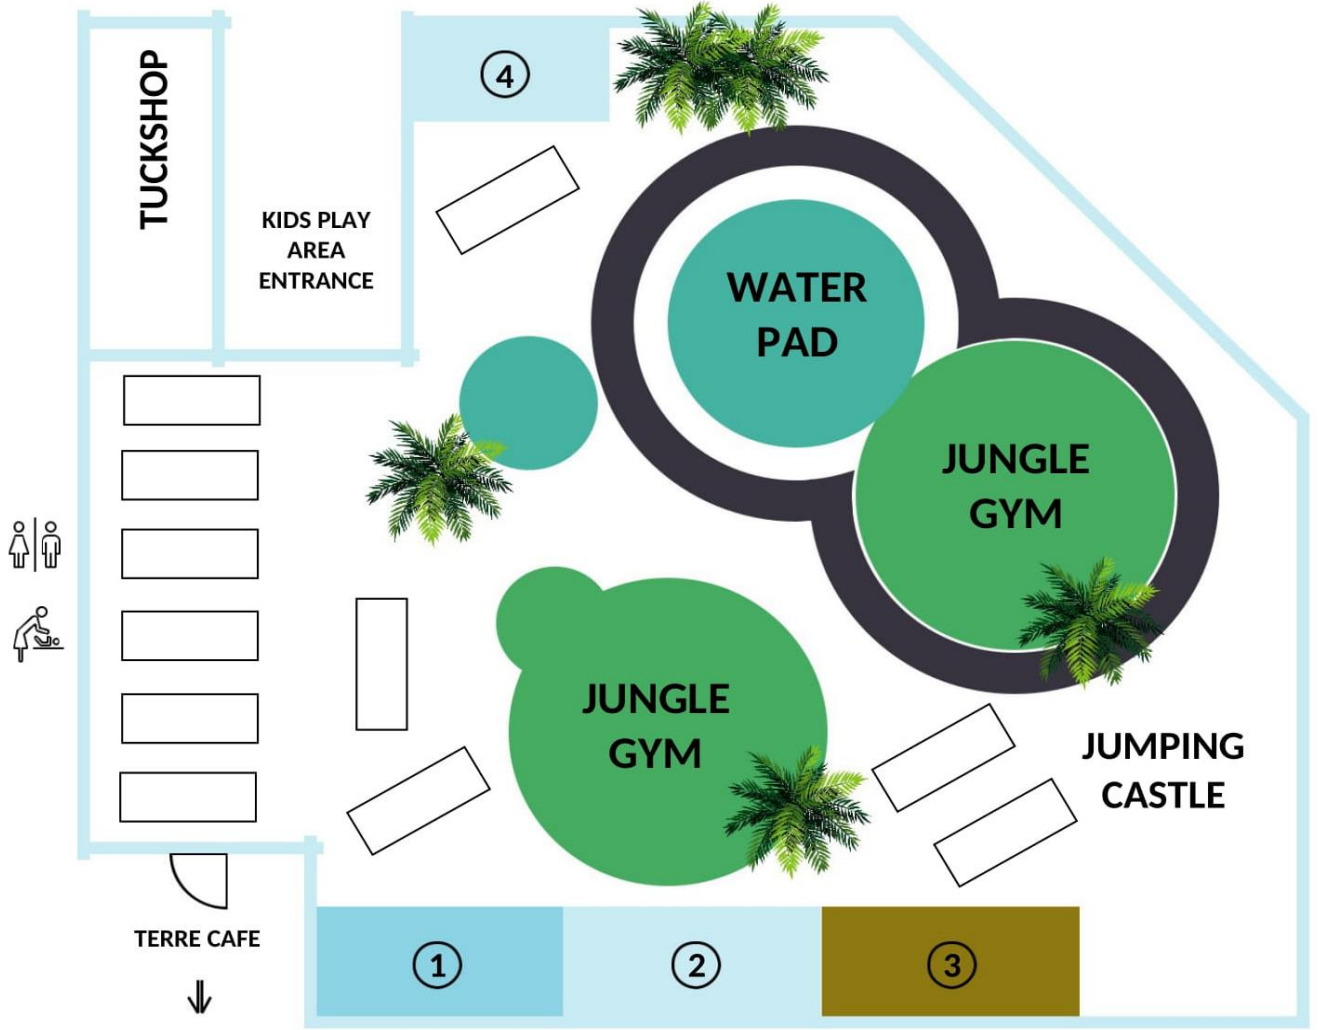 TUCKSHOP
KIDS PLAY
AREA
ENTRANCE
4
WATER
PAD
JUNGLE
GYM
JUNGLE
GYM
JUMPING
CASTLE
TERRE CAFE
1
2
3